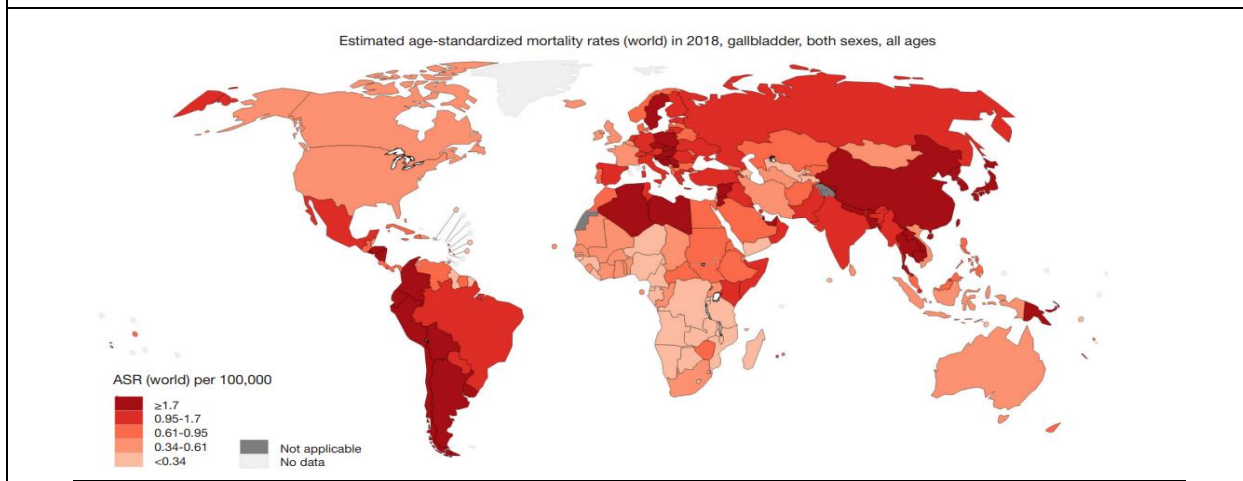 Estimated age-standardized mortality rates (world) in 2018, gallbladder, both sexes, all ages
ASR (world) per 100,000
≥1.7
0.95-1.7
0.61-0.95
0.34-0.61
<0.34
Not applicable
No data